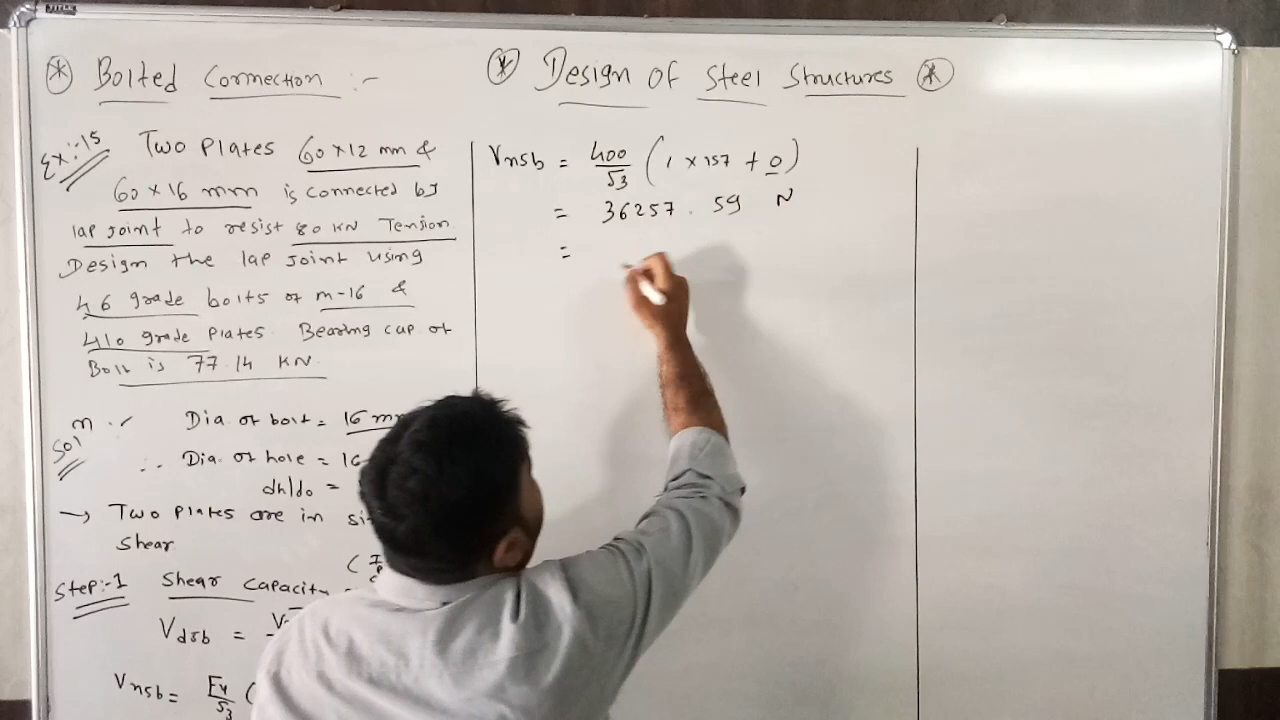 * Bolted Connection :-
* Design Of Steel Structures *
Ex:-15 Two Plates 60 x 12 mm &
60 x 16 mm is connected by
lap joint to resist 80 KN Tension
Design the lap joint using
4.6 grade bolts of m-16 &
410 grade Plates. Bearing cap of
Bolt is 77.14 KN.
Sol
Dia. of bolt = 16 mm
∴ Dia. of hole = 16
dh/do =
→ Two Plates are in
Shear
Step:-1 Shear Capacity
Vdsb =
Vnsb = Fu/√3 (
Vnsb = 400/√3 (1 x 157 + 0)
= 36257.59 N
=